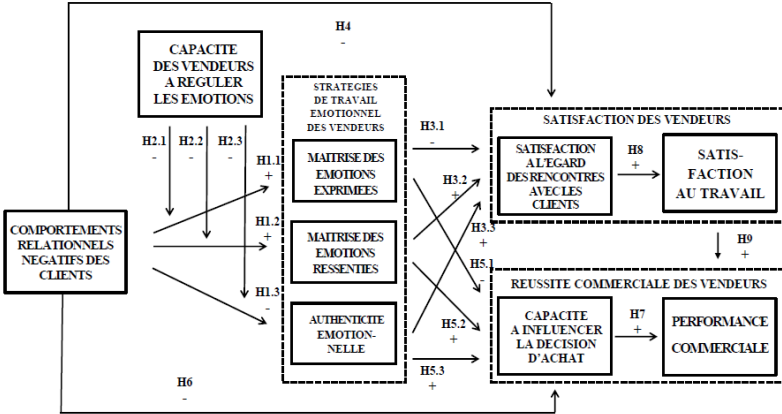 H4
-
CAPACITE
DES VENDEURS
A REGULER
LES EMOTIONS
STRATEGIES
DE TRAVAIL
EMOTIONNEL
DES VENDEURS
H2.1
-
H2.2
-
H2.3
-
H1.1
+
H1.2
+
H1.3
-
COMPORTEMENTS
RELATIONNELS
NEGATIFS DES
CLIENTS
MAITRISE DES
EMOTIONS
EXPRIMEES
MAITRISE DES
EMOTIONS
RESSENTIES
AUTHENTICITE
EMOTION-
NELLE
H3.1
-
H3.2
+
H3.3
+
H5.1
-
H5.2
+
H5.3
+
SATISFACTION DES VENDEURS
SATISFACTION
A L'EGARD
DES RENCONTRES
AVEC LES
CLIENTS
H8
+
SATIS-
FACTION
AU TRAVAIL
H9
+
REUSSITE COMMERCIALE DES VENDEURS
CAPACITE
A INFLUENCER
LA DECISION
D'ACHAT
H7
+
PERFORMANCE
COMMERCIALE
H6
-